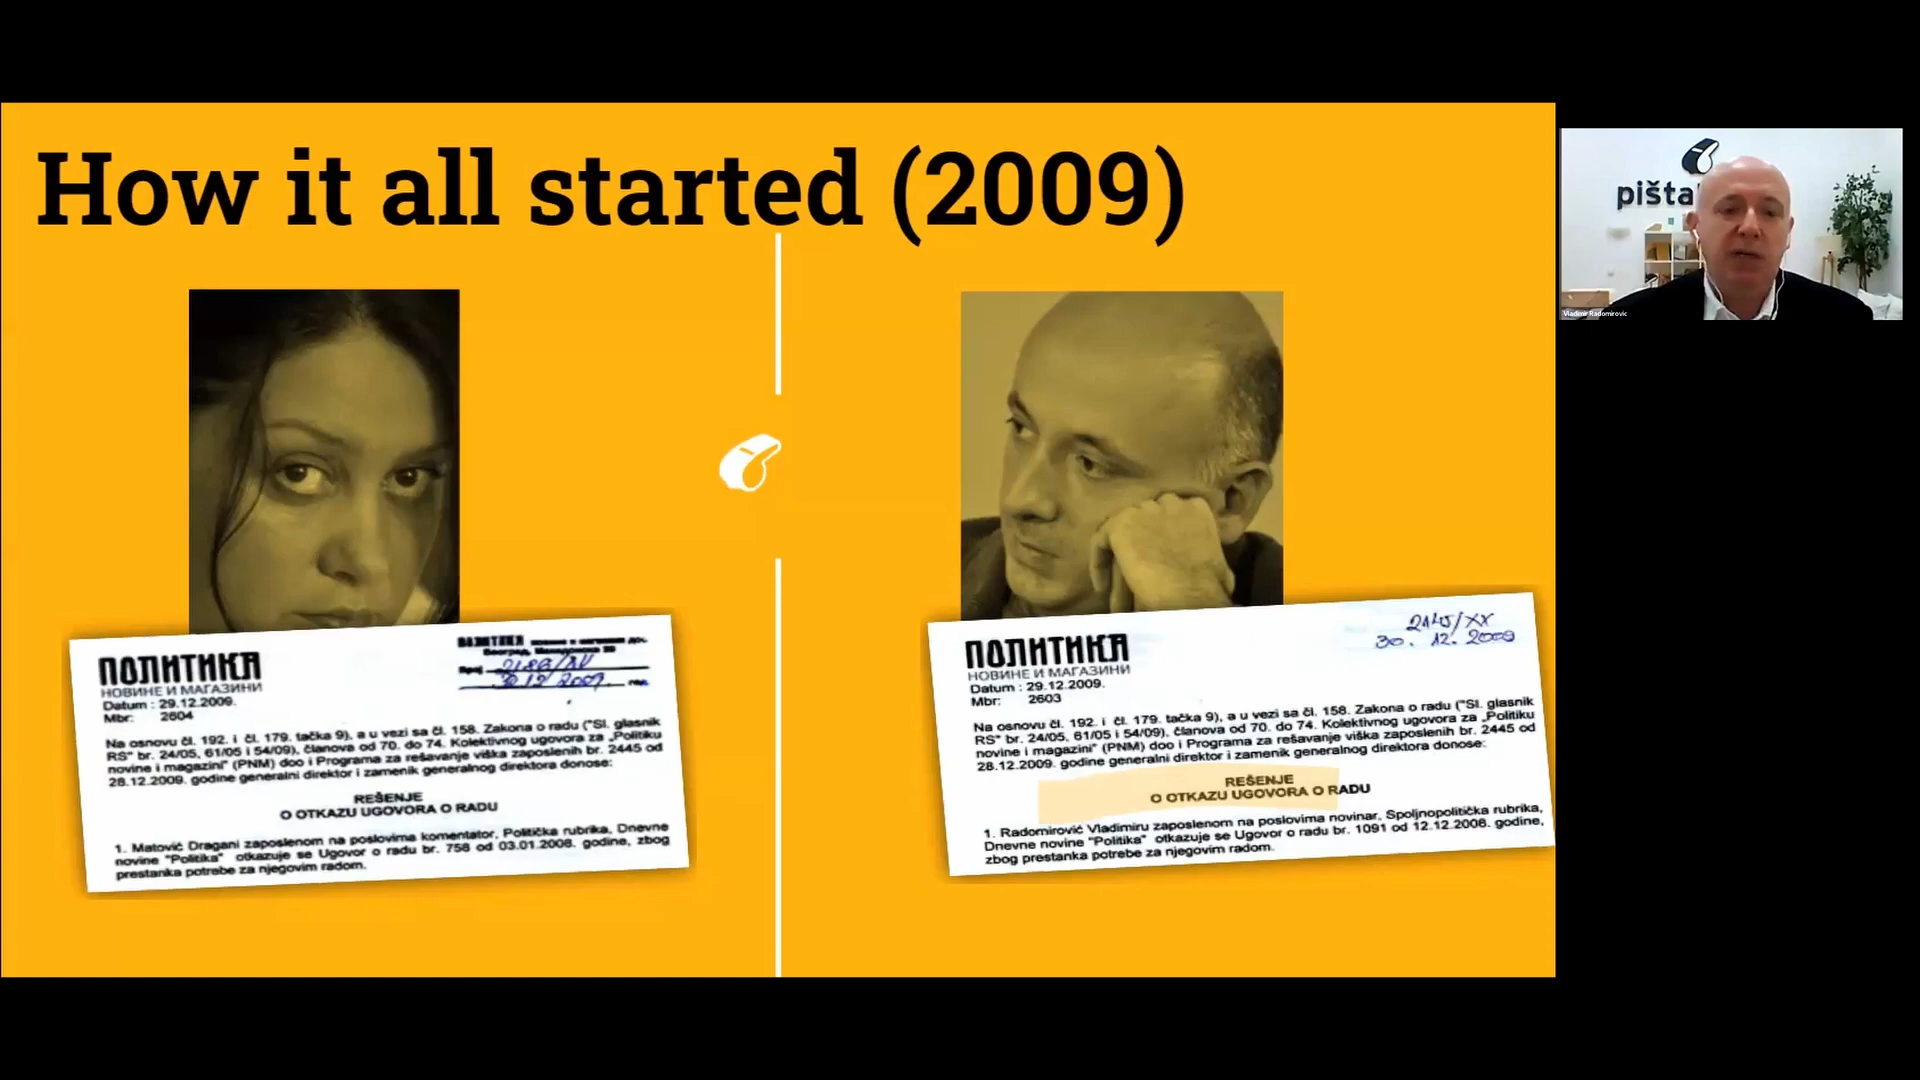 How it all started (2009)
ПОЛИТИКА
НОВИНЕ И МАГАЗИНИ
Datum : 29.12.2009.
Mbr: 2604
ПОЛИТИКА
Београд, Македонска 29
30.12.2009.
Na osnovu čl. 192. i čl. 179. tačka 9), a u vezi sa čl. 158. Zakona o radu ("Sl. glasnik
RS" br. 24/05, 61/05 i 54/09), članova od 70. do 74. Kolektivnog ugovora za „Politiku
novine i magazini" (PNM) doo i Programa za rešavanje viška zaposlenih br. 2445 od
28.12.2009. godine generalni direktor i zamenik generalnog direktora donose:
REŠENJE
O OTKAZU UGOVORA O RADU
1. Matović Dragani zaposlenom na poslovima komentator, Politička rubrika, Dnevne
novine "Politika" otkazuje se Ugovor o radu br. 758 od 03.01.2008. godine, zbog
prestanka potrebe za njegovim radom.
ПОЛИТИКА
НОВИНЕ И МАГАЗИНИ
Datum : 29.12.2009.
Mbr: 2603
30. 12. 2009
Na osnovu čl. 192. i čl. 179. tačka 9), a u vezi sa čl. 158. Zakona o radu ("Sl. glasnik
RS" br. 24/05, 61/05 i 54/09), članova od 70. do 74. Kolektivnog ugovora za „Politiku
novine i magazini" (PNM) doo i Programa za rešavanje viška zaposlenih br. 2445 od
28.12.2009. godine generalni direktor i zamenik generalnog direktora donose:
REŠENJE
O OTKAZU UGOVORA O RADU
1. Radomirović Vladimiru zaposlenom na poslovima novinar, Spoljnopolitička rubrika,
Dnevne novine "Politika" otkazuje se Ugovor o radu br. 1091 od 12.12.2008. godine,
zbog prestanka potrebe za njegovim radom.
pišta
Vladimir Radomirovic